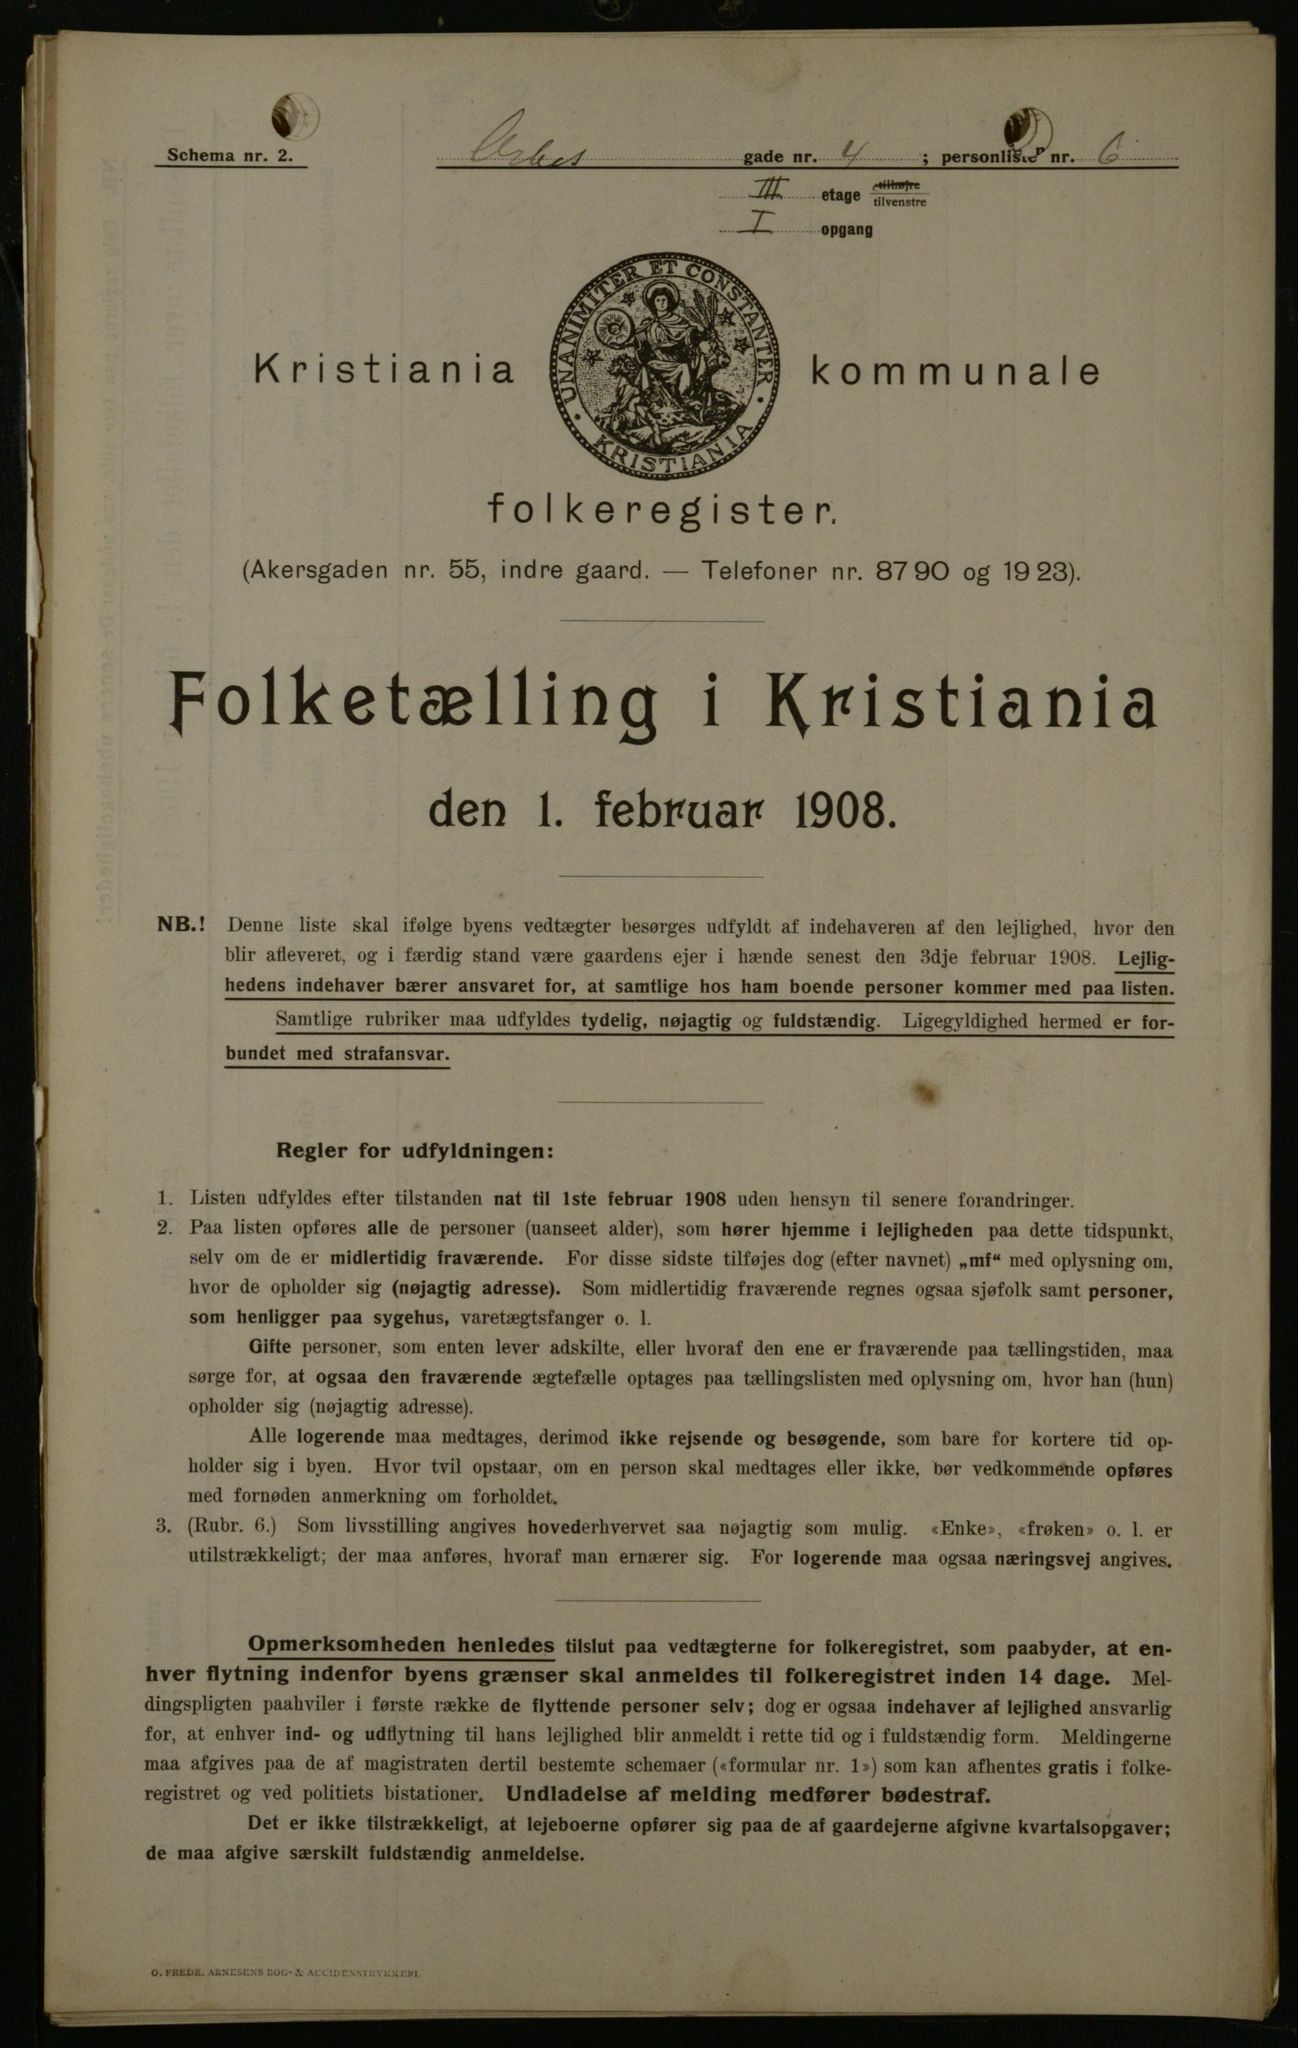 Schema nr. 2.
gade nr. 4 ; personliste nr. 6
III etage tilhøjre
tilvenstre
I opgang
UNANIMITER ET CONSTANTER
KRISTIANIA
Kristiania kommunale
folkeregister.
(Akersgaden nr. 55, indre gaard. — Telefoner nr. 8790 og 1923).
Folketælling i Kristiania
den 1. februar 1908.
NB.! Denne liste skal ifølge byens vedtægter besørges udfyldt af indehaveren af den lejlighed, hvor den
blir afleveret, og i færdig stand være gaardens ejer i hænde senest den 3dje februar 1908. Lejlig-
hedens indehaver bærer ansvaret for, at samtlige hos ham boende personer kommer med paa listen.
Samtlige rubriker maa udfyldes tydelig, nøjagtig og fuldstændig. Ligegyldighed hermed er for-
bundet med strafansvar.
Regler for udfyldningen:
1. Listen udfyldes efter tilstanden nat til 1ste februar 1908 uden hensyn til senere forandringer.
2. Paa listen opføres alle de personer (uanseet alder), som hører hjemme i lejligheden paa dette tidspunkt,
selv om de er midlertidig fraværende. For disse sidste tilføjes dog (efter navnet) „mf“ med oplysning om,
hvor de opholder sig (nøjagtig adresse). Som midlertidig fraværende regnes ogsaa sjøfolk samt personer,
som henligger paa sygehus, varetægtsfanger o. l.
Gifte personer, som enten lever adskilte, eller hvoraf den ene er fraværende paa tællingstiden, maa
sørge for, at ogsaa den fraværende ægtefælle optages paa tællingslisten med oplysning om, hvor han (hun)
opholder sig (nøjagtig adresse).
Alle logerende maa medtages, derimod ikke rejsende og besøgende, som bare for kortere tid op-
holder sig i byen. Hvor tvil opstaar, om en person skal medtages eller ikke, bør vedkommende opføres
med fornøden anmerkning om forholdet.
3. (Rubr. 6.) Som livsstilling angives hovederhvervet saa nøjagtig som mulig. «Enke», «frøken» o. l. er
utilstrækkeligt; der maa anføres, hvoraf man ernærer sig. For logerende maa ogsaa næringsvej angives.
Opmerksomheden henledes tilslut paa vedtægterne for folkeregistret, som paabyder, at en-
hver flytning indenfor byens grænser skal anmeldes til folkeregistret inden 14 dage. Mel-
dingspligten paahviler i første række de flyttende personer selv; dog er ogsaa indehaver af lejlighed ansvarlig
for, at enhver ind- og udflytning til hans lejlighed blir anmeldt i rette tid og i fuldstændig form. Meldingerne
maa afgives paa de af magistraten dertil bestemte schemaer («formular nr. 1») som kan afhentes gratis i folke-
registret og ved politiets bistationer. Undladelse af melding medfører bødestraf.
Det er ikke tilstrækkeligt, at lejeboerne opfører sig paa de af gaardejerne afgivne kvartalsopgaver;
de maa afgive særskilt fuldstændig anmeldelse.
O. FREDR. ARNESENS BOG- & ACCIDENSTRYKKERI.